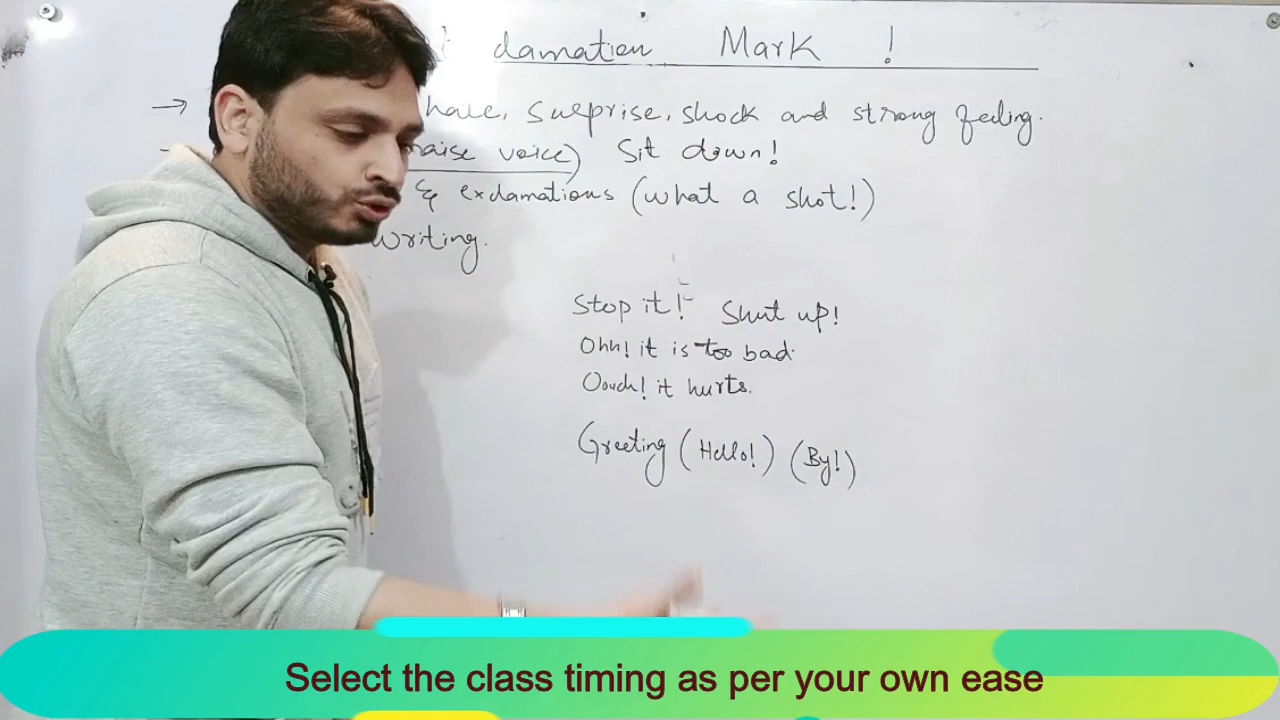 damation Mark !
→ hate, surprise, shock and strong feeling.
raise voice) Sit down!
& exclamations (what a shot!)
writing.
Stop it! Shut up!
Ohh! it is too bad.
Oouch! it hurts.
Greeting (Hello!) (By!)
Select the class timing as per your own ease